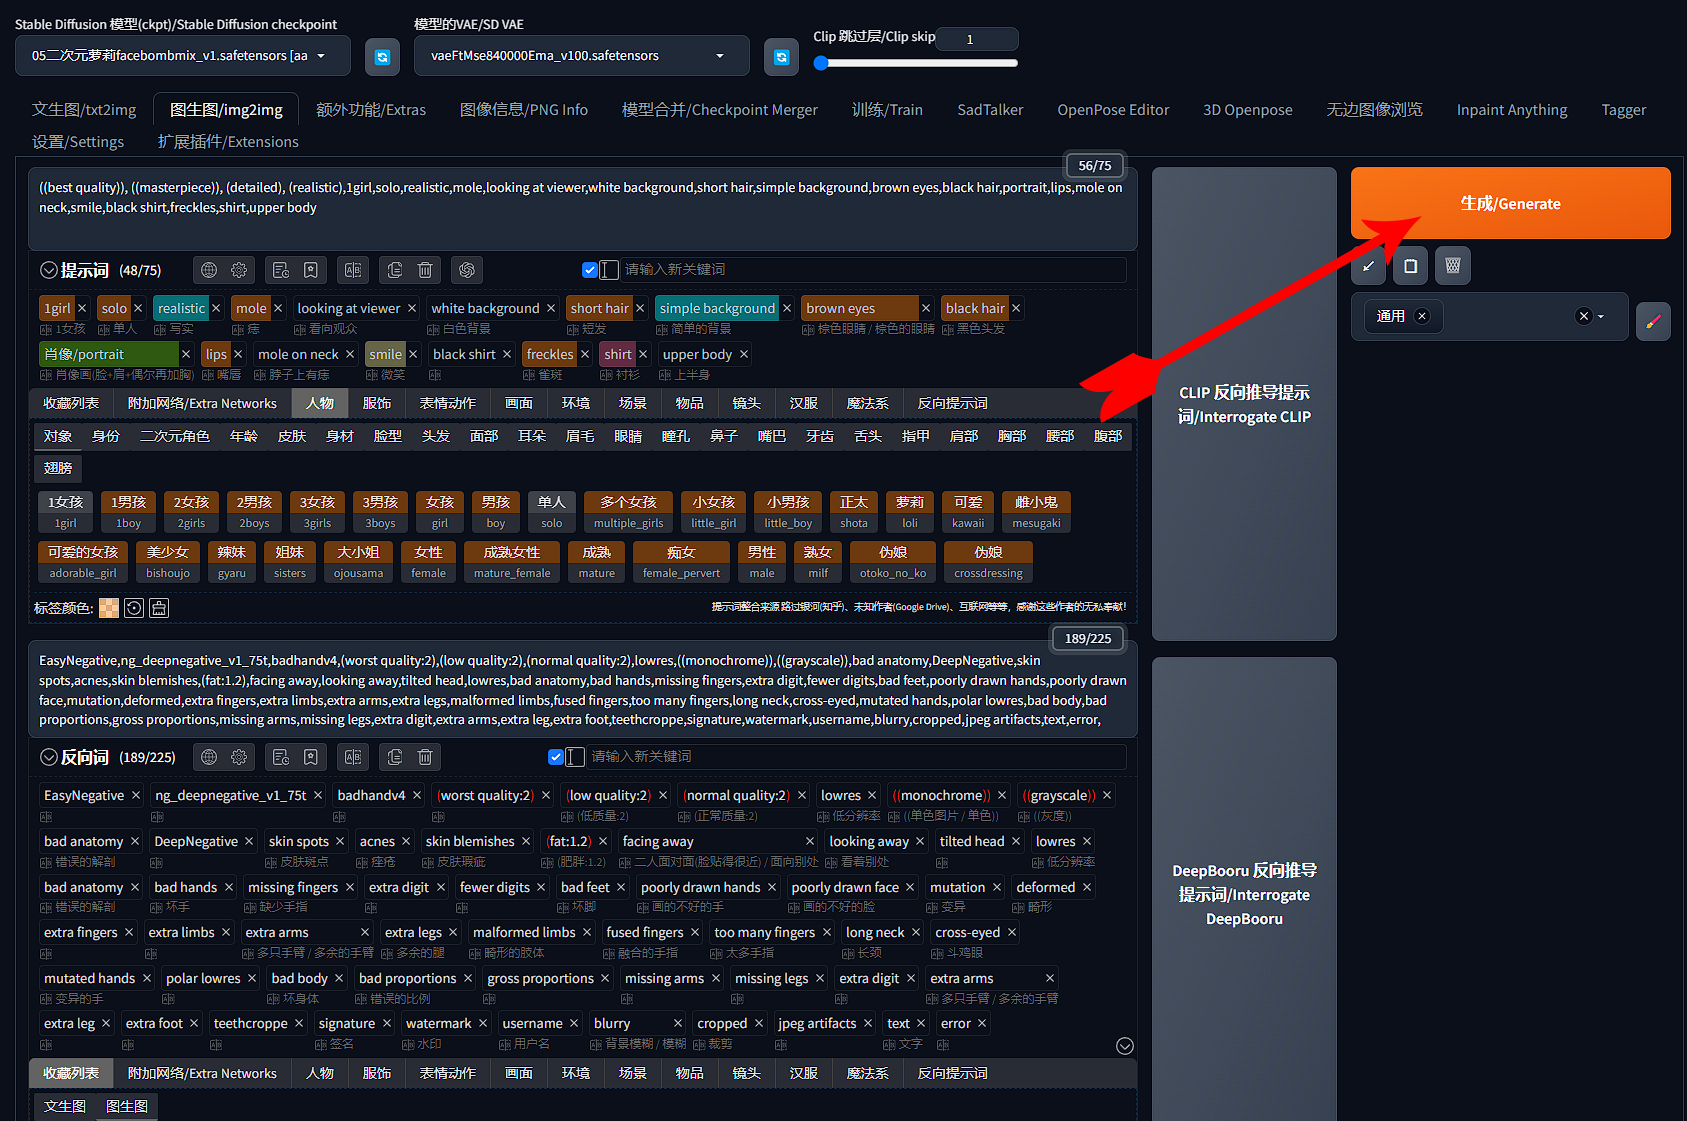 Stable Diffusion 模型(ckpt)/Stable Diffusion checkpoint 模型的VAE/SD VAE
Clip 跳过层/Clip skip 1
05二次元萝莉facebombmix_v1.safetensors [aa vaeFtMse840000Ema_v100.safetensors
文生图/txt2img 图生图/img2img 额外功能/Extras 图像信息/PNG Info 模型合并/Checkpoint Merger 训练/Train SadTalker OpenPose Editor 3D Openpose 无边图像浏览 Inpaint Anything Tagger
设置/Settings 扩展插件/Extensions
56/75
((best quality)), ((masterpiece)), (detailed), (realistic),1girl,solo,realistic,mole,looking at viewer,white background,short hair,simple background,brown eyes,black hair,portrait,lips,mole on
neck,smile,black shirt,freckles,shirt,upper body
生成/Generate
提示词 (48/75) 请输入新关键词
1girl × solo × realistic × mole × looking at viewer × white background × short hair × simple background × brown eyes × black hair ×
1女孩 单人 写实 痣 看向观众 白色背景 短发 简单的背景 棕色眼睛 / 棕色的眼睛 黑色头发
通用
肖像/portrait × lips × mole on neck × smile × black shirt × freckles × shirt × upper body ×
肖像画(脸+肩+偶尔再加胸) 嘴唇 脖子上有痣 微笑 雀斑 衬衫 上半身
收藏列表 附加网络/Extra Networks 人物 服饰 表情动作 画面 环境 场景 物品 镜头 汉服 魔法系 反向提示词
CLIP 反向推导提示
词/Interrogate CLIP
对象 身份 二次元角色 年龄 皮肤 身材 脸型 头发 面部 耳朵 眉毛 眼睛 瞳孔 鼻子 嘴巴 牙齿 舌头 指甲 肩部 胸部 腰部 腹部
翅膀
1女孩 1男孩 2女孩 2男孩 3女孩 3男孩 女孩 男孩 单人 多个女孩 小女孩 小男孩 正太 萝莉 可爱 雌小鬼
1girl 1boy 2girls 2boys 3girls 3boys girl boy solo multiple_girls little_girl little_boy shota loli kawaii mesugaki
可爱的女孩 美少女 辣妹 姐妹 大小姐 女性 成熟女性 成熟 痴女 男性 熟女 伪娘 伪娘
adorable_girl bishoujo gyaru sisters ojousama female mature_female mature female_pervert male milf otoko_no_ko crossdressing
标签颜色: 提示词整合来源 路过银河(知乎)、未知作者(Google Drive)、互联网等等，感谢这些作者的无私奉献!
189/225
EasyNegative,ng_deepnegative_v1_75t,badhandv4,(worst quality:2),(low quality:2),(normal quality:2),lowres,((monochrome)),((grayscale)),bad anatomy,DeepNegative,skin
spots,acnes,skin blemishes,(fat:1.2),facing away,looking away,tilted head,lowres,bad anatomy,bad hands,missing fingers,extra digit,fewer digits,bad feet,poorly drawn hands,poorly drawn
face,mutation,deformed,extra fingers,extra limbs,extra arms,extra legs,malformed limbs,fused fingers,too many fingers,long neck,cross-eyed,mutated hands,polar lowres,bad body,bad
proportions,gross proportions,missing arms,missing legs,extra digit,extra arms,extra leg,extra foot,teethcroppe,signature,watermark,username,blurry,cropped,jpeg artifacts,text,error,
反向词 (189/225) 请输入新关键词
EasyNegative × ng_deepnegative_v1_75t × badhandv4 × (worst quality:2) × (low quality:2) × (normal quality:2) × lowres × ((monochrome)) × ((grayscale)) ×
(低质量:2) (正常质量:2) 低分辨率 ((单色图片 / 单色)) ((灰度))
bad anatomy × DeepNegative × skin spots × acnes × skin blemishes × (fat:1.2) × facing away × looking away × tilted head × lowres ×
错误的解剖 皮肤斑点 痤疮 皮肤瑕疵 (肥胖:1.2) 二人面对面(脸贴得很近) / 面向别处 看着别处 低分辨率
DeepBooru 反向推导
提示词/Interrogate
DeepBooru
bad anatomy × bad hands × missing fingers × extra digit × fewer digits × bad feet × poorly drawn hands × poorly drawn face × mutation × deformed ×
错误的解剖 坏手 缺少手指 坏脚 画的不好的手 画的不好的脸 变异 畸形
extra fingers × extra limbs × extra arms × extra legs × malformed limbs × fused fingers × too many fingers × long neck × cross-eyed ×
多只手臂 / 多余的手臂 多余的腿 畸形的肢体 融合的手指 太多手指 长颈 斗鸡眼
mutated hands × polar lowres × bad body × bad proportions × gross proportions × missing arms × missing legs × extra digit × extra arms ×
变异的手 坏身体 错误的比例 多只手臂 / 多余的手臂
extra leg × extra foot × teethcroppe × signature × watermark × username × blurry × cropped × jpeg artifacts × text × error ×
签名 水印 用户名 背景模糊 / 模糊 裁剪 文字
收藏列表 附加网络/Extra Networks 人物 服饰 表情动作 画面 环境 场景 物品 镜头 汉服 魔法系 反向提示词
文生图 图生图